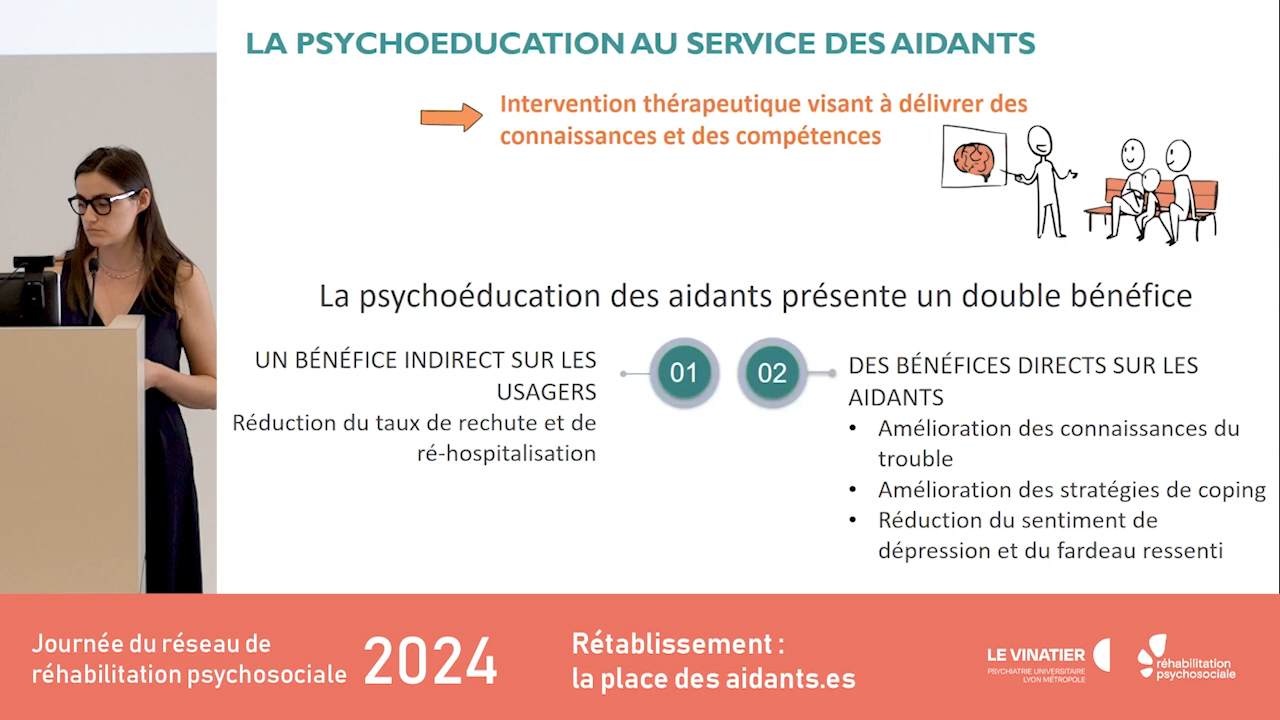 LA PSYCHOEDUCATION AU SERVICE DES AIDANTS
Intervention thérapeutique visant à délivrer des
connaissances et des compétences
La psychoéducation des aidants présente un double bénéfice
UN BÉNÉFICE INDIRECT SUR LES
USAGERS
Réduction du taux de rechute et de
ré-hospitalisation
01
02
DES BÉNÉFICES DIRECTS SUR LES
AIDANTS
• Amélioration des connaissances du
trouble
• Amélioration des stratégies de coping
• Réduction du sentiment de
dépression et du fardeau ressenti
Journée du réseau de
réhabilitation psychosociale
2024
Rétablissement :
la place des aidants.es
LE VINATIER
PSYCHIATRIE UNIVERSITAIRE
LYON MÉTROPOLE
réhabilitation
psychosociale